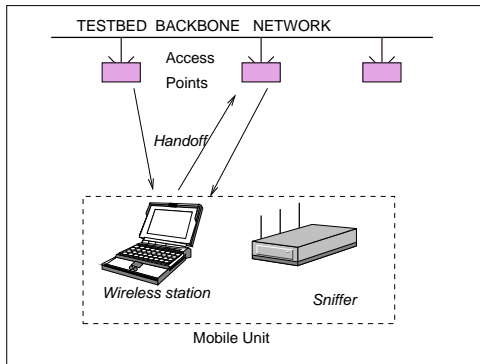 TESTBED BACKBONE NETWORK
Access
Points
Handoff
Wireless station
Sniffer
Mobile Unit